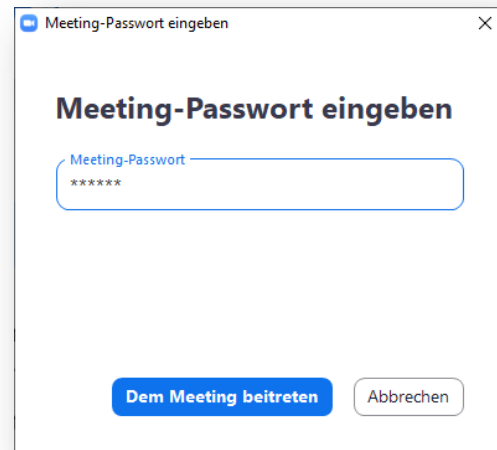 Meeting-Passwort eingeben
Meeting-Passwort eingeben
Meeting-Passwort
******
Dem Meeting beitreten
Abbrechen